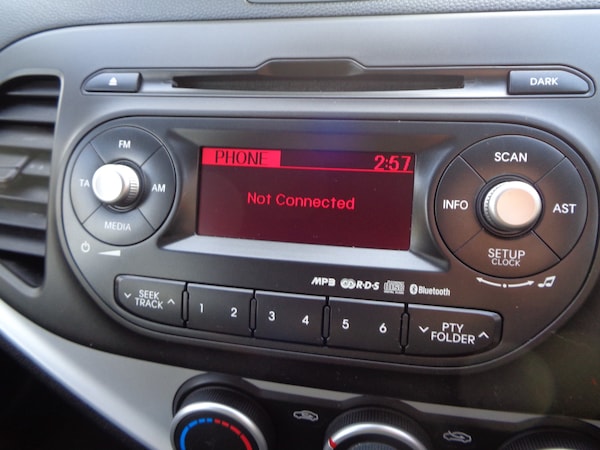 DARK
FM
TA
AM
MEDIA
PHONE 2:57
Not Connected
SCAN
INFO
AST
SETUP
CLOCK
MP3 CD R·D·S Bluetooth
SEEK
TRACK
1 2 3 4 5 6
PTY
FOLDER